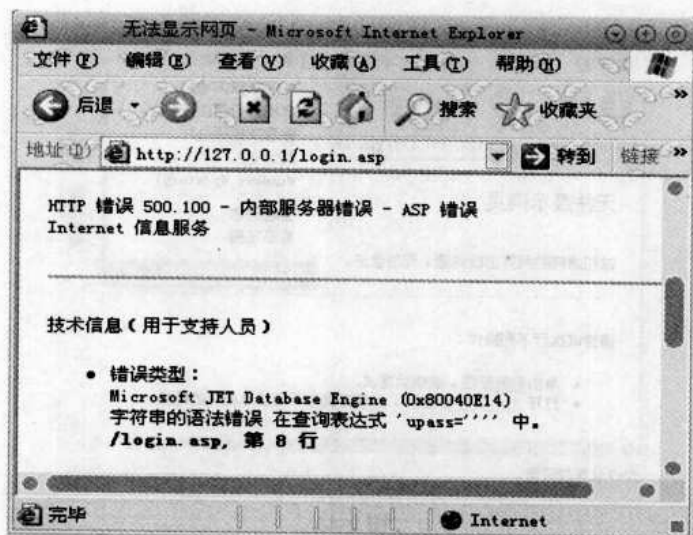 无法显示网页 - Microsoft Internet Explorer
文件(F) 编辑(E) 查看(V) 收藏(A) 工具(T) 帮助(H)
后退 搜索 收藏夹 »
地址(D) http://127.0.0.1/login.asp 转到 链接 »
HTTP 错误 500.100 - 内部服务器错误 - ASP 错误
Internet 信息服务
技术信息(用于支持人员)
• 错误类型:
Microsoft JET Database Engine (0x80040E14)
字符串的语法错误 在查询表达式 'upass='''' 中。
/login.asp, 第 8 行
完毕 Internet